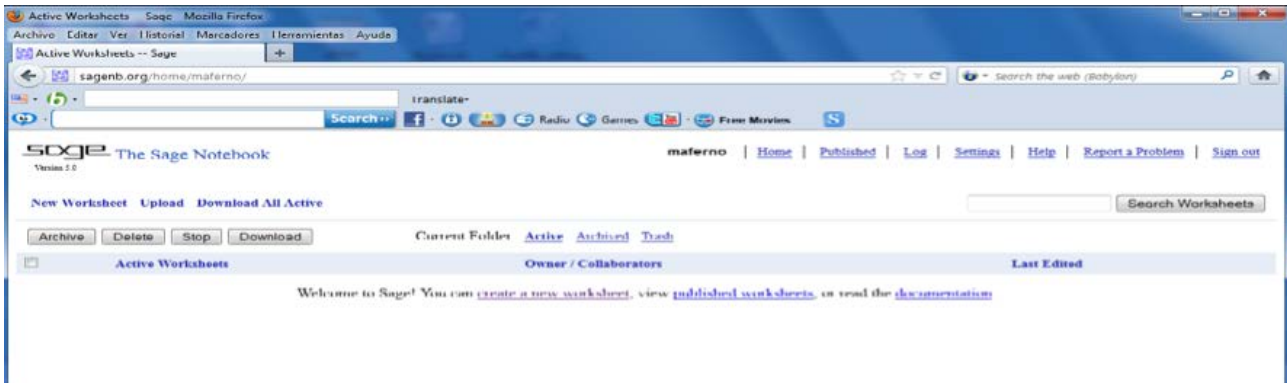 Active Worksheets Sage Mozilla Firefox
Archivo Editar Ver Historial Marcadores Herramientas Ayuda
Active Worksheets -- Sage
sagenb.org/home/maferno/
Search the web (Babylon)
translate-
Search
Radio Games Free Movies
sage The Sage Notebook
maferno | Home | Published | Log | Settings | Help | Report a Problem | Sign out
Version 5.0
New Worksheet Upload Download All Active
Search Worksheets
Archive Delete Stop Download Current Folder Active Archived Trash
Active Worksheets Owner / Collaborators Last Edited
Welcome to Sage! You can create a new worksheet, view published worksheets, or read the documentation